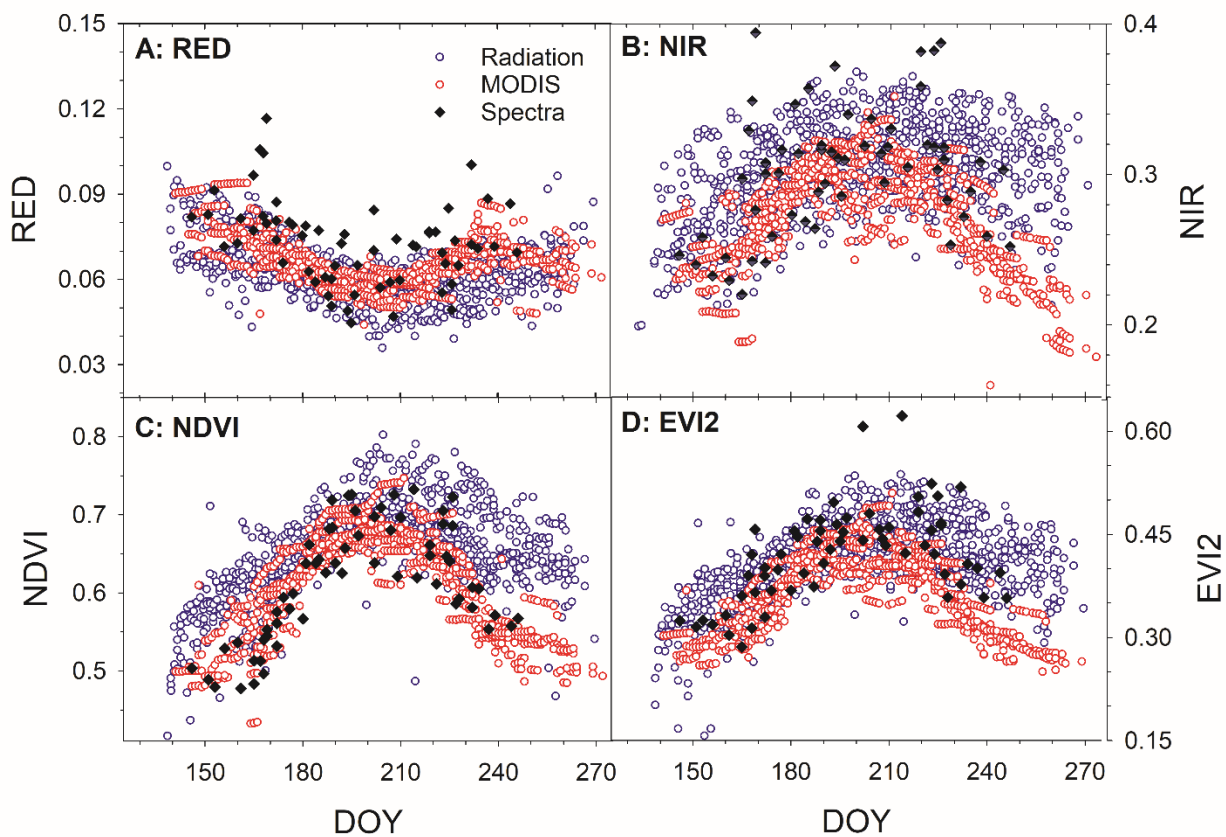 0.15
0.12
0.09
0.06
0.03
RED
A: RED
Radiation
MODIS
Spectra
B: NIR
0.4
0.3
0.2
NIR
0.8
0.7
0.6
0.5
NDVI
C: NDVI
D: EVI2
0.60
0.45
0.30
0.15
EVI2
150 180 210 240 270
150 180 210 240 270
DOY
DOY